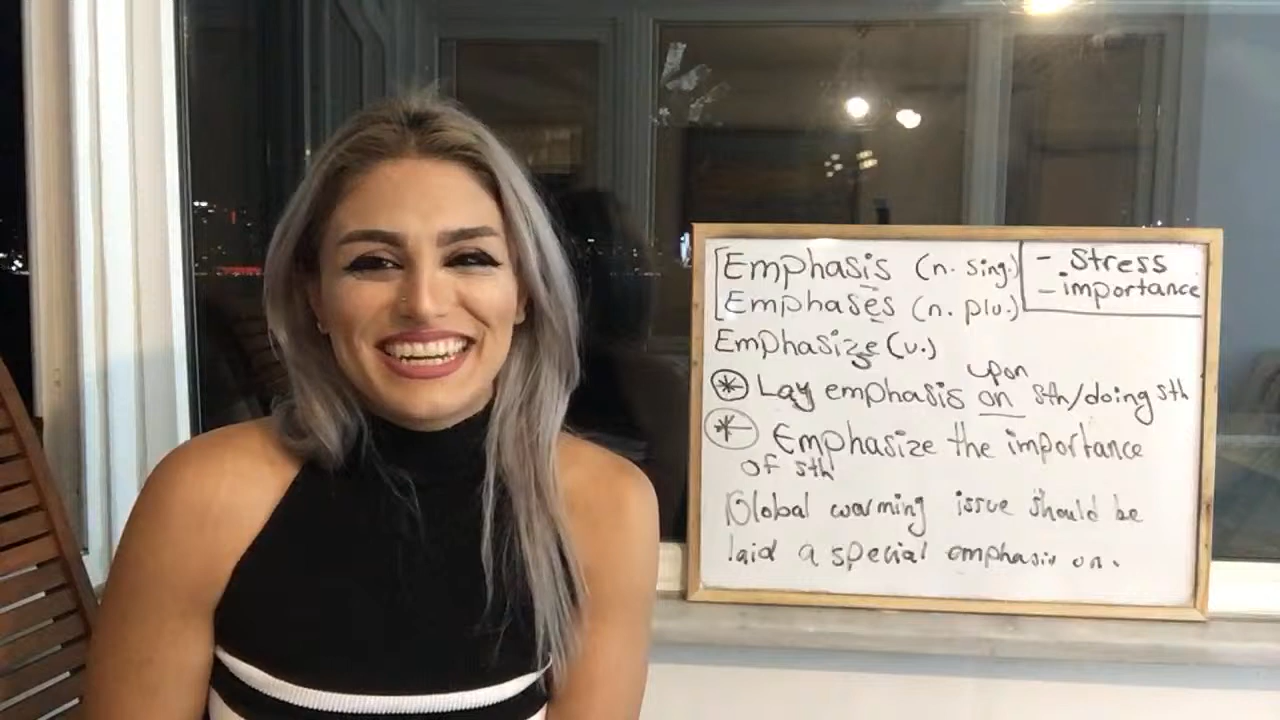 Emphasis (n. sing.)
- Stress
- importance
Emphases (n. plu.)
Emphasize (v.)
upon
Lay emphasis on sth/doing sth
Emphasize the importance
of sth
Global warming issue should be
laid a special emphasis on.